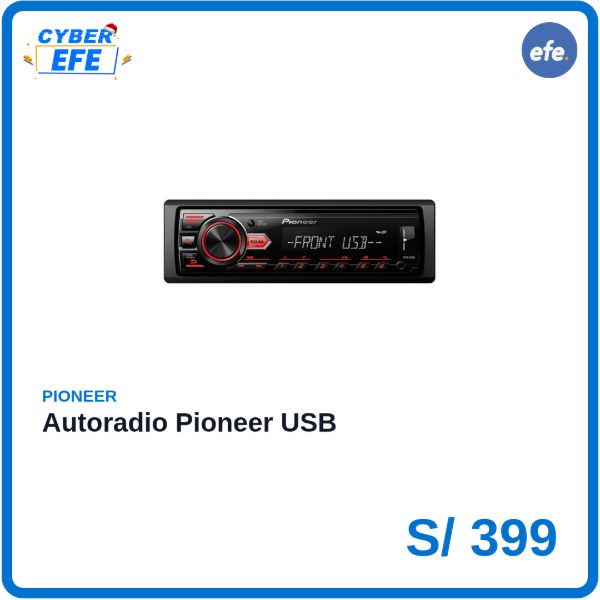 CYBER
EFE
efe.
Pioneer
FRONT USB
PIONEER
Autoradio Pioneer USB
S/ 399